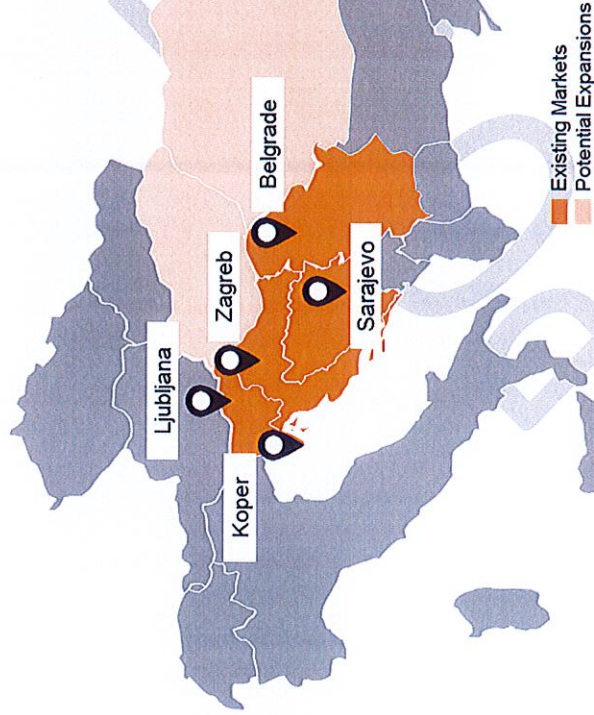 Ljubljana
Zagreb
Belgrade
Koper
Sarajevo
Existing Markets
Potential Expansions